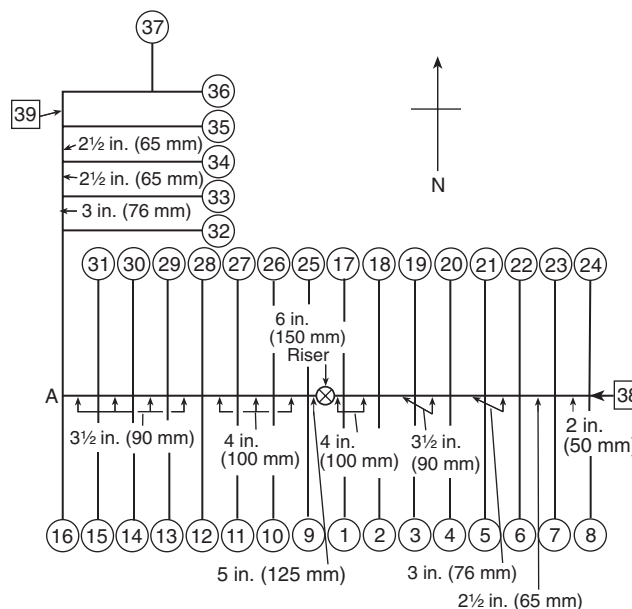 37
36
39
35
2½ in. (65 mm)
34
2½ in. (65 mm)
33
3 in. (76 mm)
32
N
31 30 29 28 27 26 25 17 18 19 20 21 22 23 24
6 in.
(150 mm)
Riser
A
38
3½ in. (90 mm)
4 in.
(100 mm)
4 in.
(100 mm)
3½ in.
(90 mm)
2 in.
(50 mm)
16 15 14 13 12 11 10 9 1 2 3 4 5 6 7 8
5 in. (125 mm)
3 in. (76 mm)
2½ in. (65 mm)